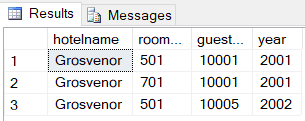 Results Messages
hotelname room... guest... year
1 Grosvenor 501 10001 2001
2 Grosvenor 701 10001 2001
3 Grosvenor 501 10005 2002